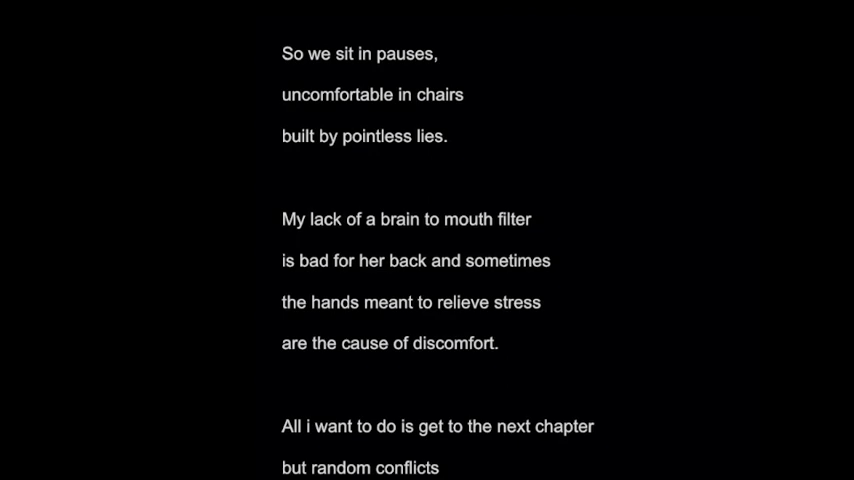 So we sit in pauses,
uncomfortable in chairs
built by pointless lies.
My lack of a brain to mouth filter
is bad for her back and sometimes
the hands meant to relieve stress
are the cause of discomfort.
All i want to do is get to the next chapter
but random conflicts